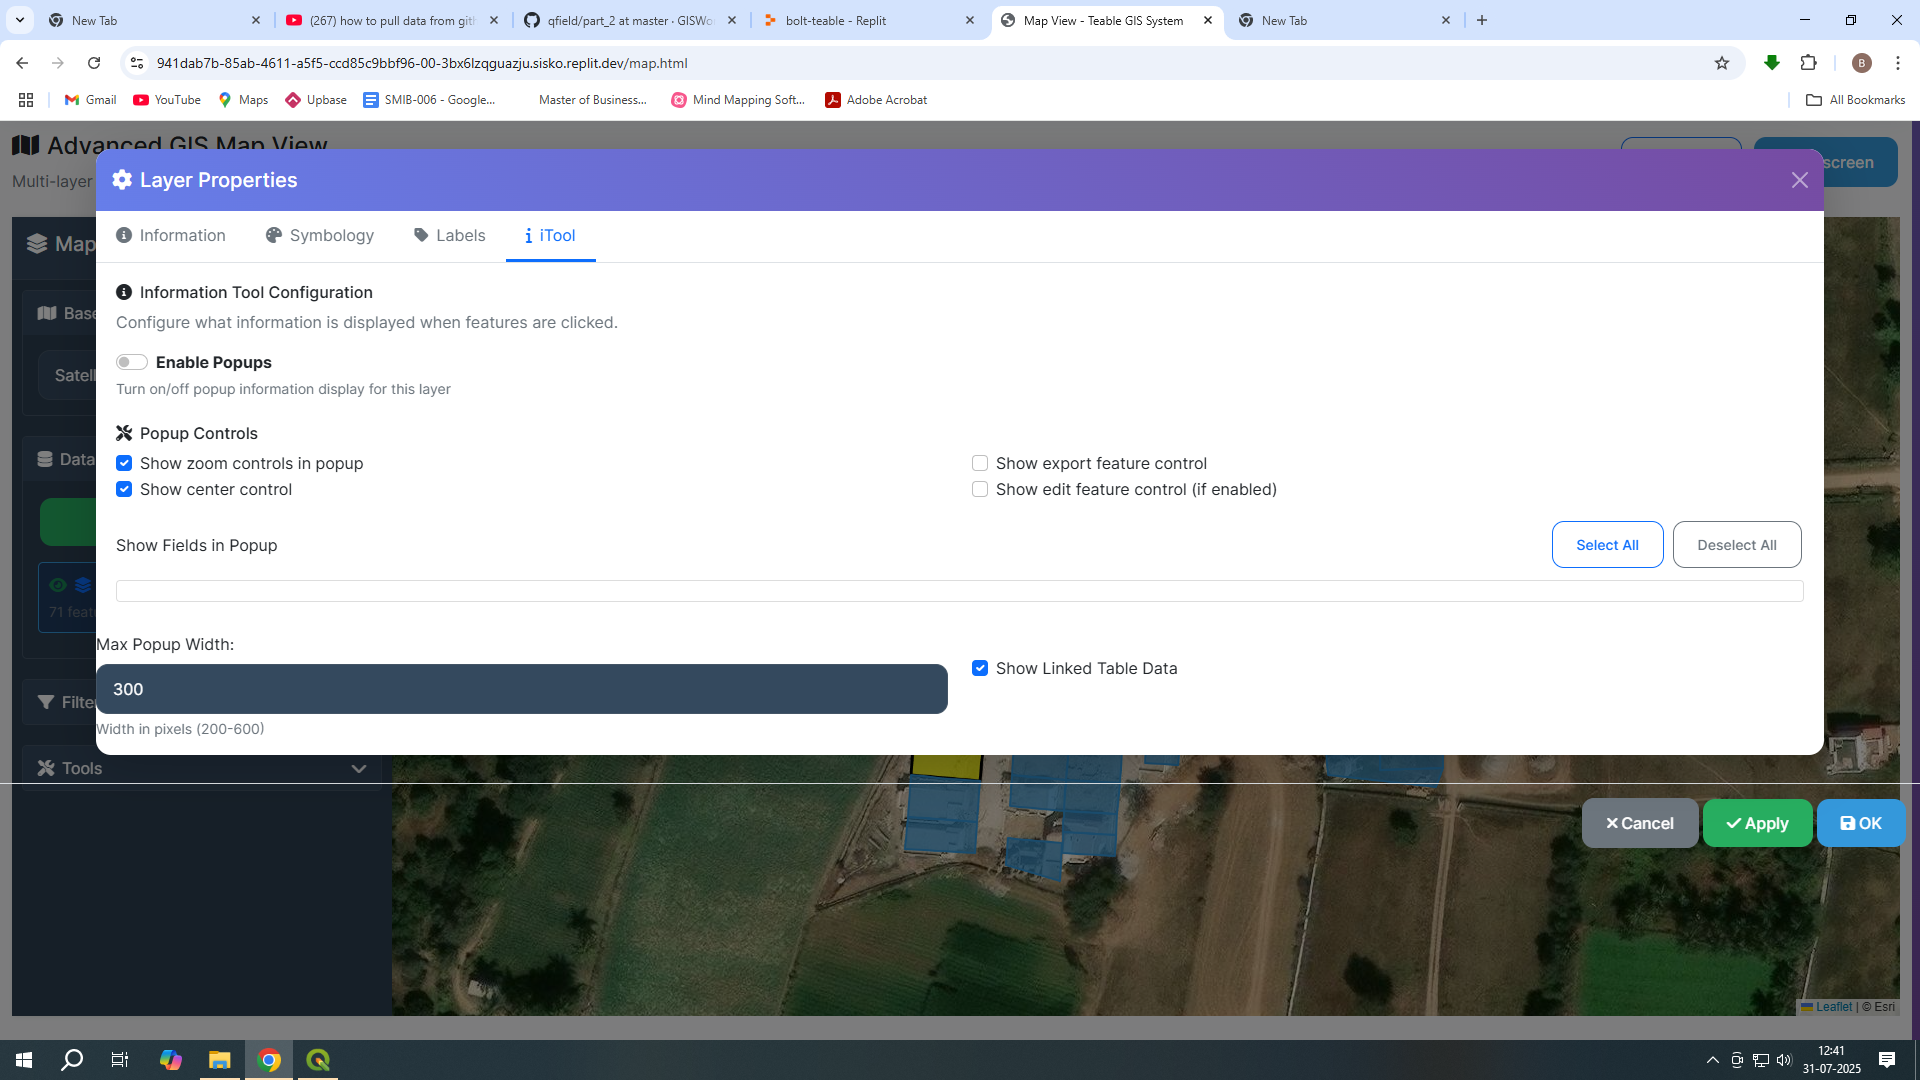 New Tab
(267) how to pull data from gith
qfield/part_2 at master · GISWo
bolt-teable - Replit
Map View - Teable GIS System
New Tab
941dab7b-85ab-4611-a5f5-ccd85c9bbf96-00-3bx6lzqguazju.sisko.replit.dev/map.html
B
Gmail
YouTube
Maps
Upbase
SMIB-006 - Google...
Master of Business...
Mind Mapping Soft...
Adobe Acrobat
All Bookmarks
Advanced GIS Map View
Multi-layer
screen
Layer Properties
Information
Symbology
Labels
iTool
Map
Base
Satell
Data
71 featu
Filte
Tools
Information Tool Configuration
Configure what information is displayed when features are clicked.
Enable Popups
Turn on/off popup information display for this layer
Popup Controls
Show zoom controls in popup
Show export feature control
Show center control
Show edit feature control (if enabled)
Show Fields in Popup
Select All
Deselect All
Max Popup Width:
300
Show Linked Table Data
Width in pixels (200-600)
Cancel
Apply
OK
Leaflet | © Esri
12:41
31-07-2025